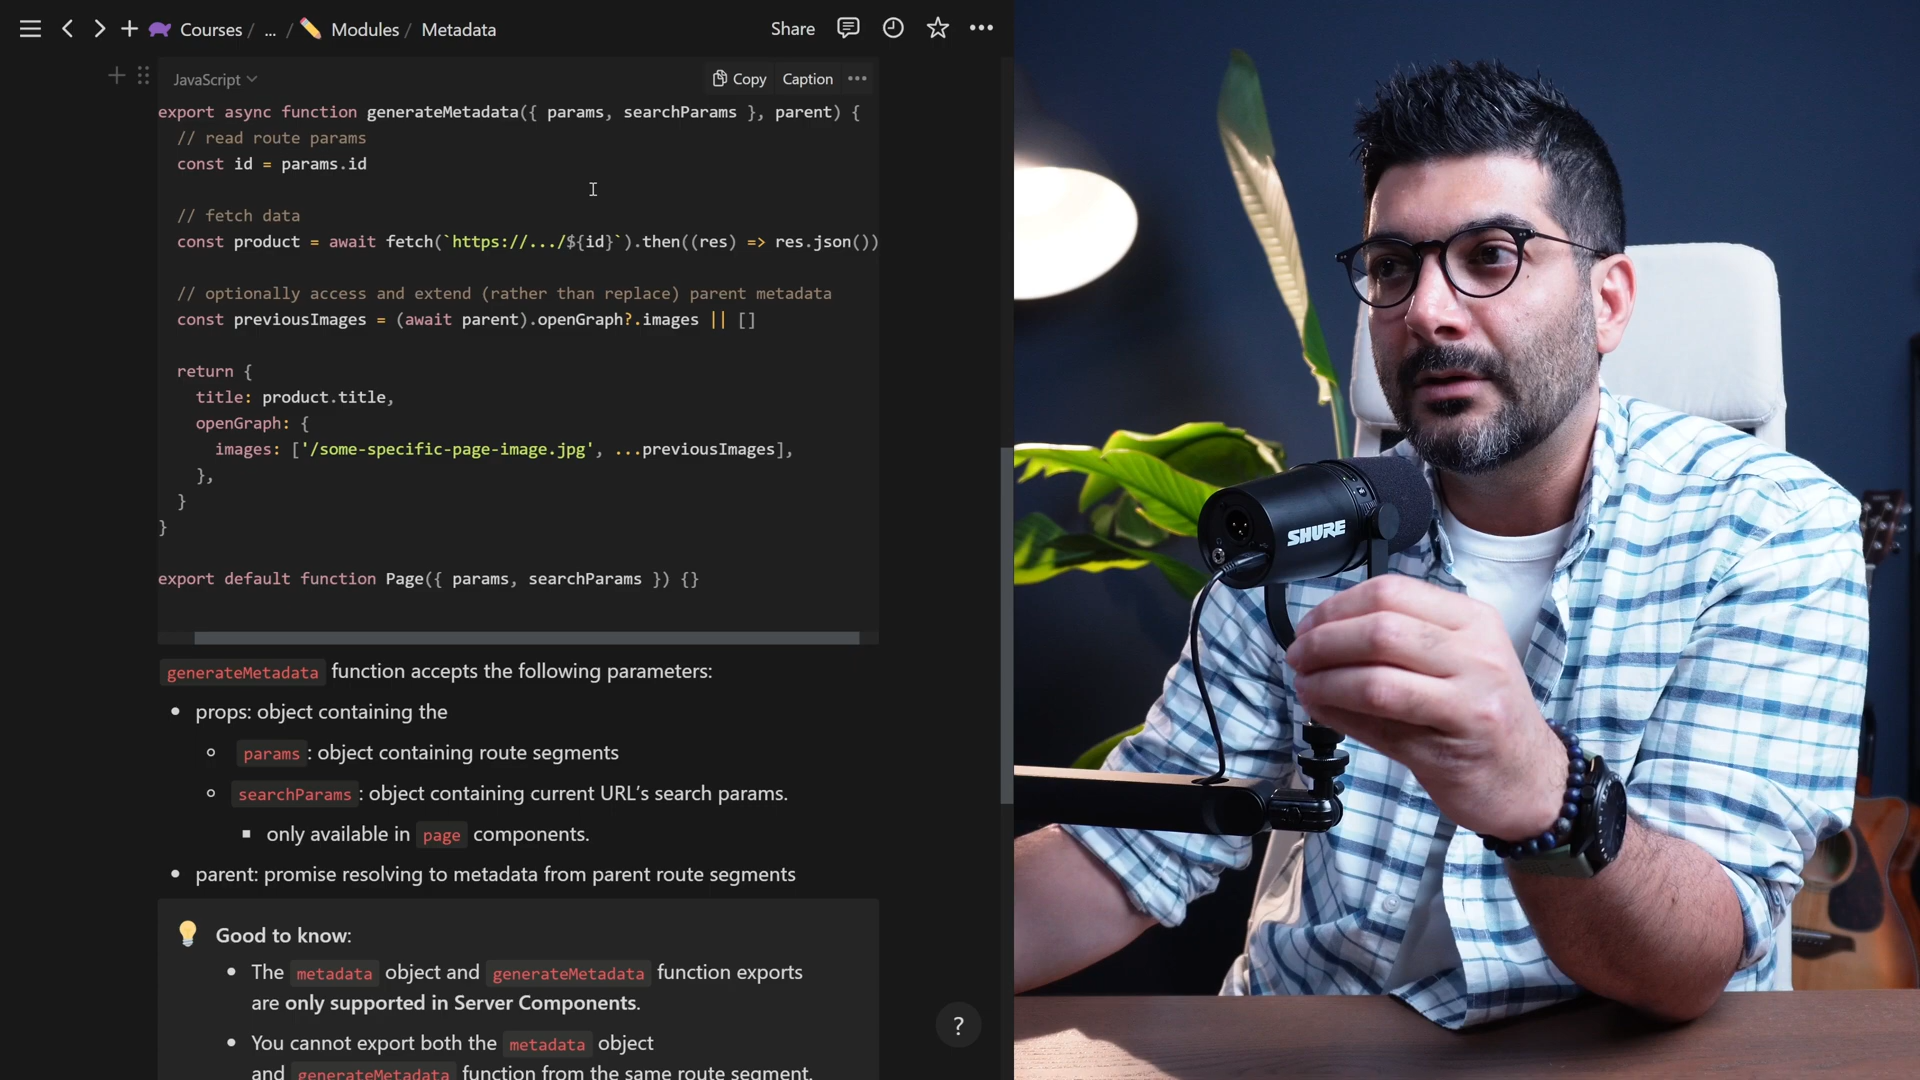 Courses / ... / Modules / Metadata
Share
JavaScript
Copy Caption
export async function generateMetadata({ params, searchParams }, parent) {
// read route params
const id = params.id
// fetch data
const product = await fetch(`https://.../${id}`).then((res) => res.json())
// optionally access and extend (rather than replace) parent metadata
const previousImages = (await parent).openGraph?.images || []
return {
title: product.title,
openGraph: {
images: ['/some-specific-page-image.jpg', ...previousImages],
},
}
}
export default function Page({ params, searchParams }) {}
generateMetadata function accepts the following parameters:
• props: object containing the
◦ params : object containing route segments
◦ searchParams : object containing current URL’s search params.
▪ only available in page components.
• parent: promise resolving to metadata from parent route segments
Good to know:
• The metadata object and generateMetadata function exports
are only supported in Server Components.
• You cannot export both the metadata object
and generateMetadata function from the same route segment.
?
SHURE